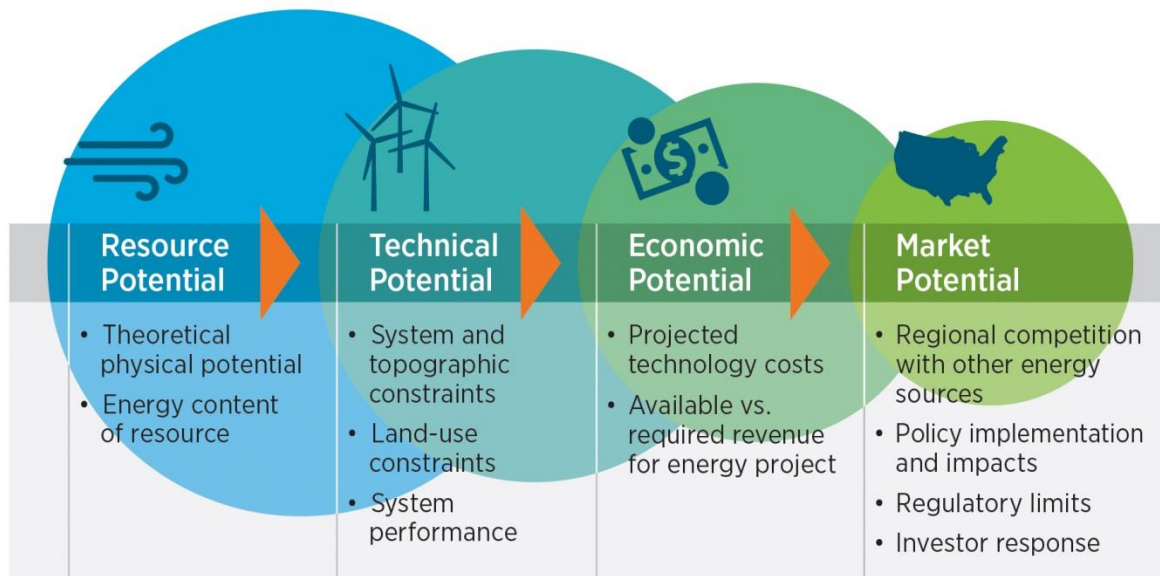 Resource
Potential
• Theoretical
physical potential
• Energy content
of resource
Technical
Potential
• System and
topographic
constraints
• Land-use
constraints
• System
performance
$
Economic
Potential
• Projected
technology costs
• Available vs.
required revenue
for energy project
Market
Potential
• Regional competition
with other energy
sources
• Policy implementation
and impacts
• Regulatory limits
• Investor response